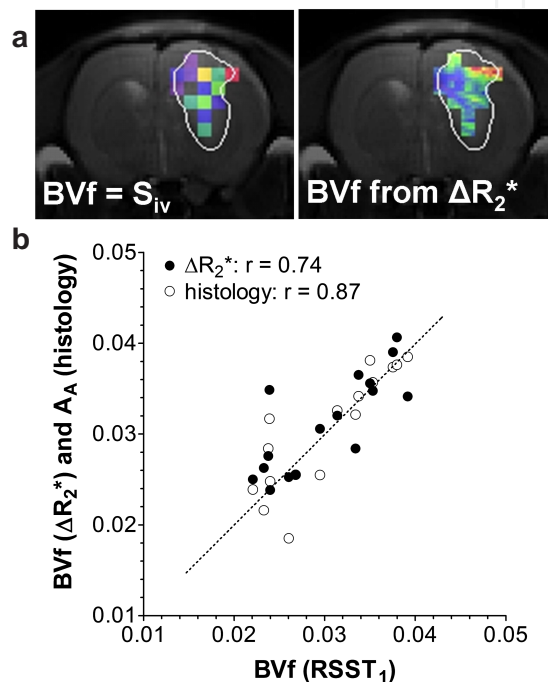 a
BVf = Sᵢᵥ
BVf from ΔR₂*
b
BVf (ΔR₂*) and A_A (histology)
0.05
0.04
0.03
0.02
0.01
ΔR₂*: r = 0.74
histology: r = 0.87
0.01 0.02 0.03 0.04 0.05
BVf (RSST₁)